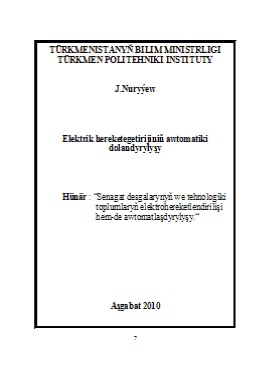 TÜRKMENISTANYŇ BILIM MINISTRLIGI
TÜRKMEN POLITEHNIKI INSTITUTY
J.Nuryýew
Elektrik hereketegetirijiniň awtomatiki
dolandyrylyşy
Hünär : “Senagat desgalarynyň we tehnologiki
toplumlaryň elektrohereketlendirilişi
hem-de awtomatlaşdyrylyşy.“
Aşgabat 2010
7